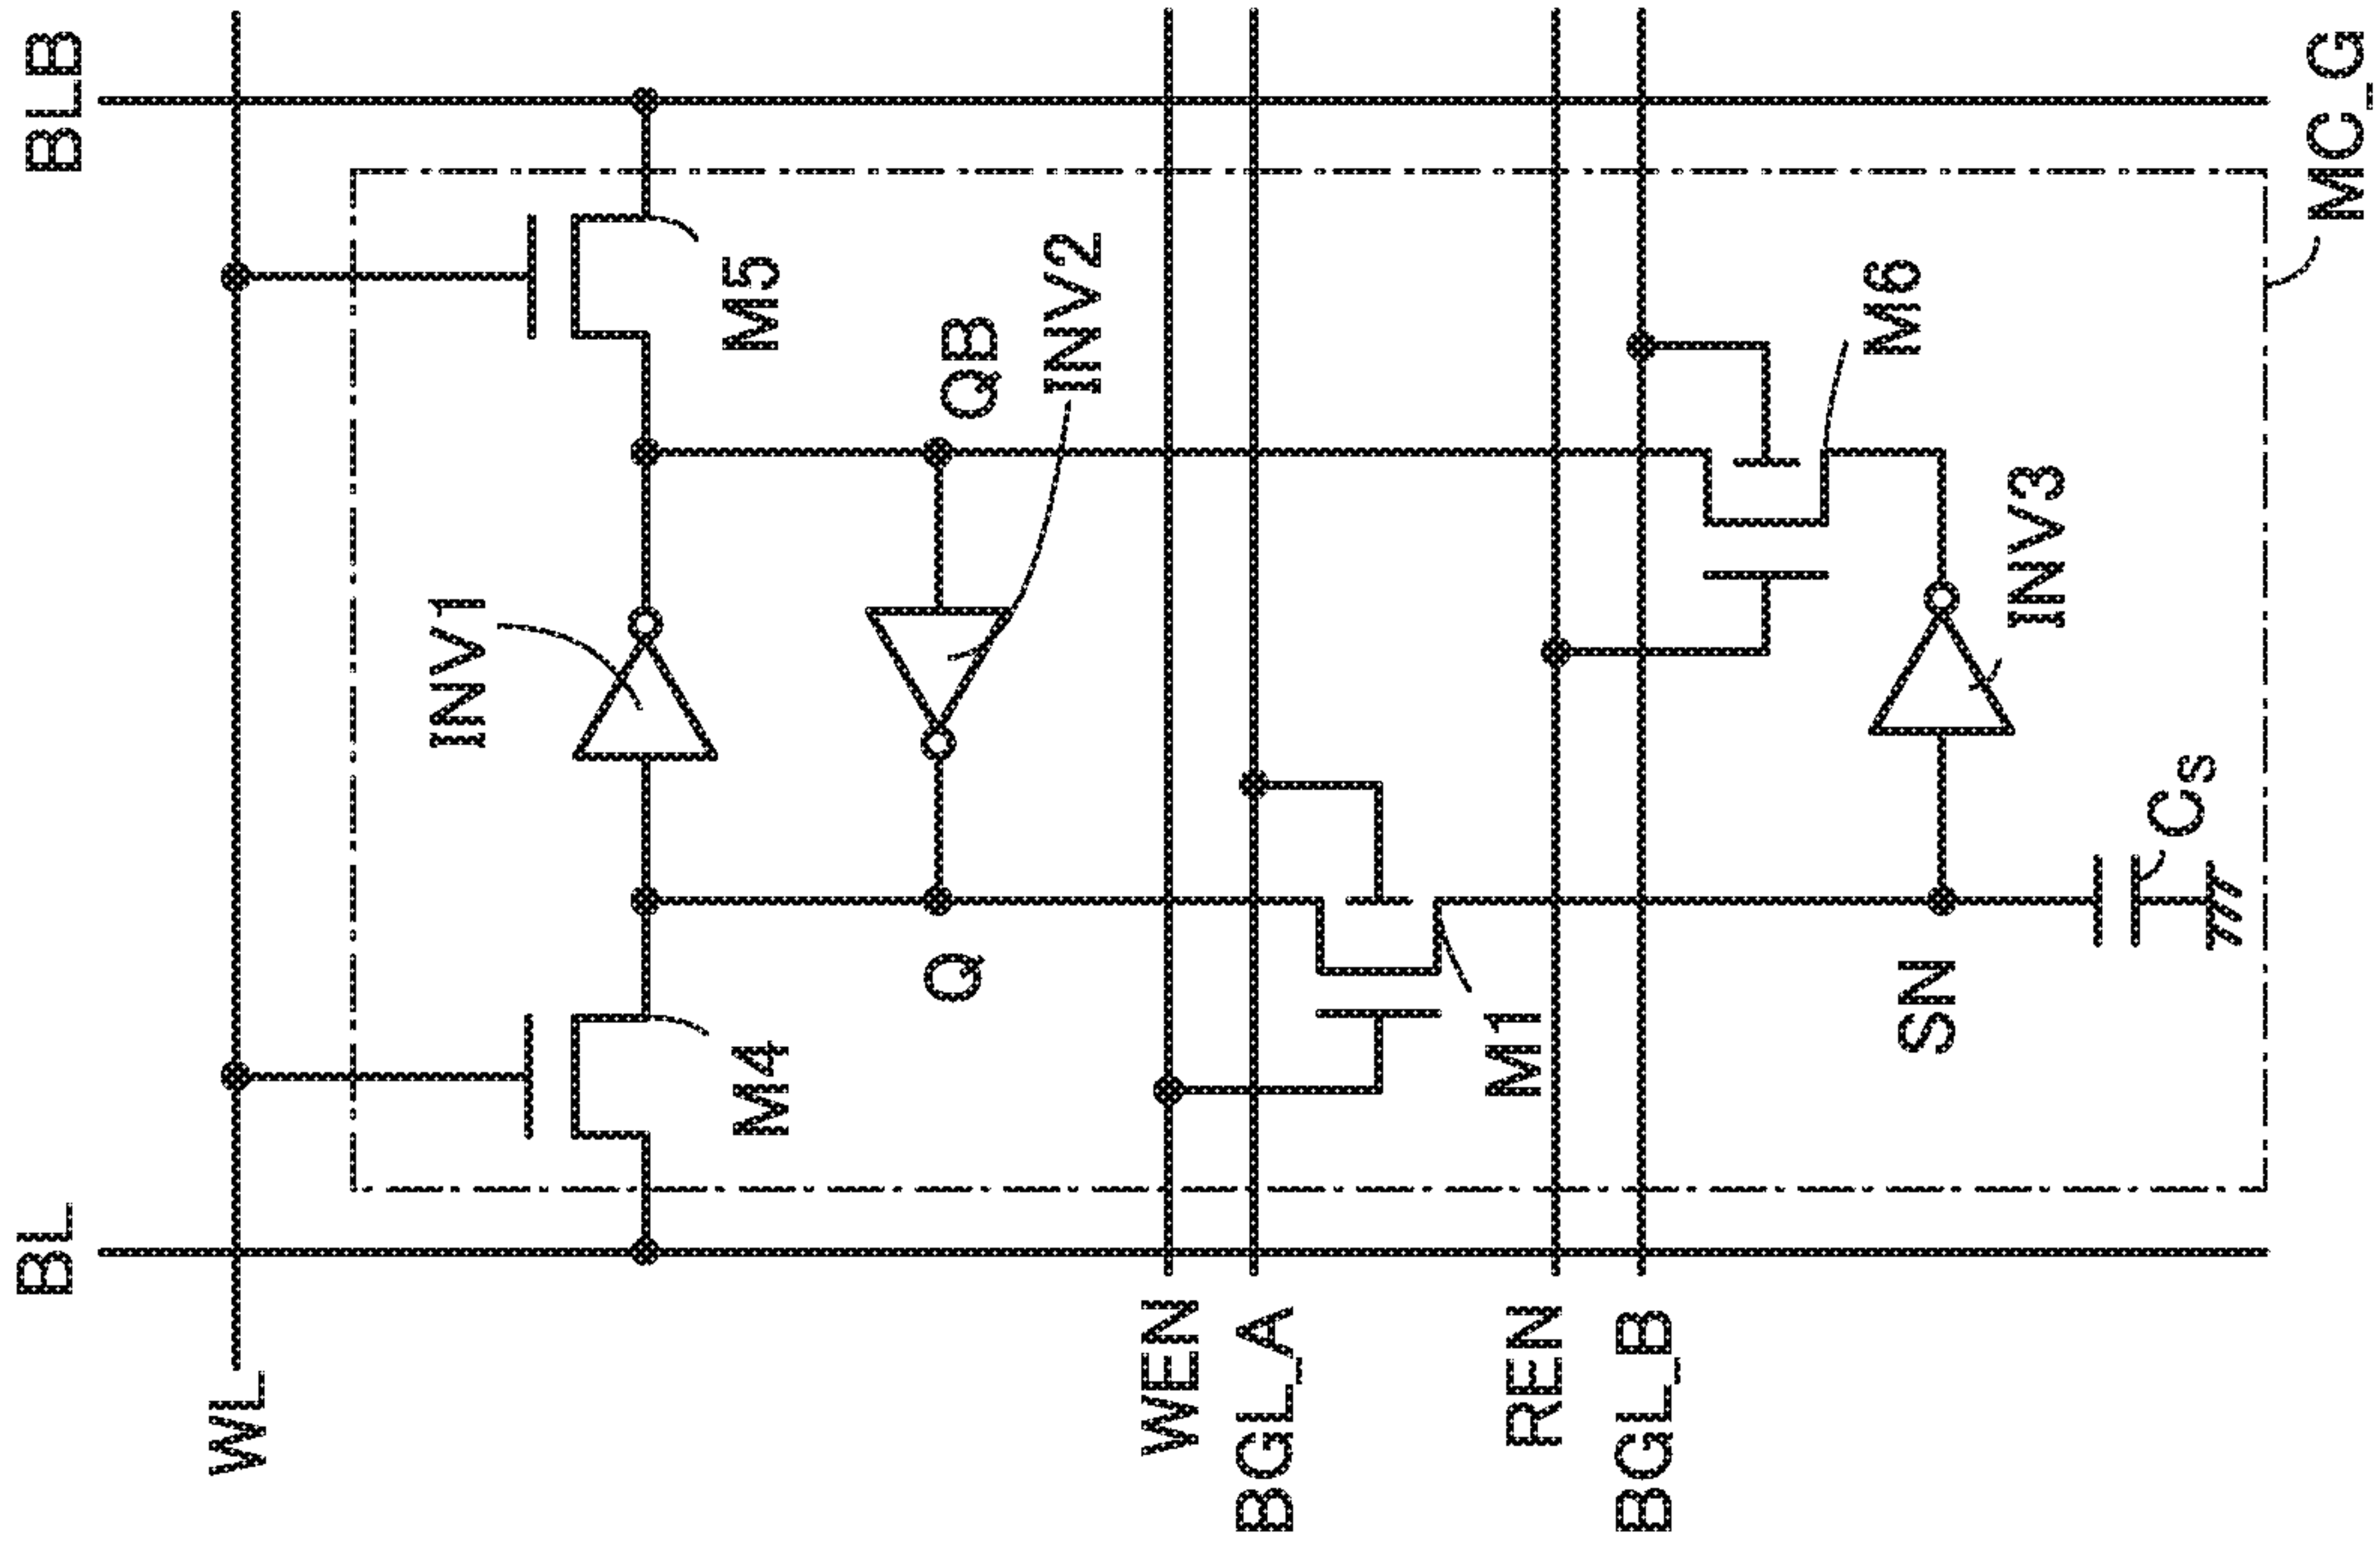 BL
BLB
WL
INV1
M4
M5
Q
QB
INV2
WEN
BGL_A
M1
REN
BGL_B
M6
SN
INV3
Cs
MC_G